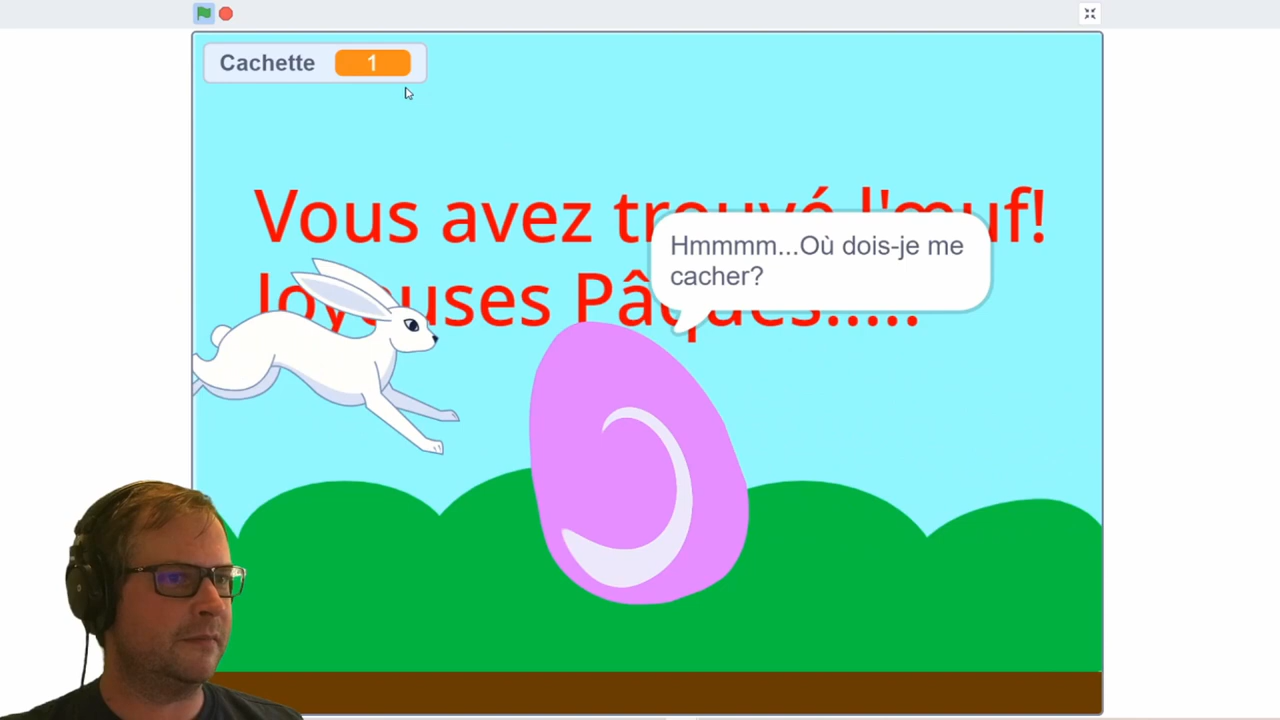 Cachette 1
Vous avez trouvé l'œuf!
Hmmmm...Où dois-je me
cacher?
Joyeuses Pâques.....